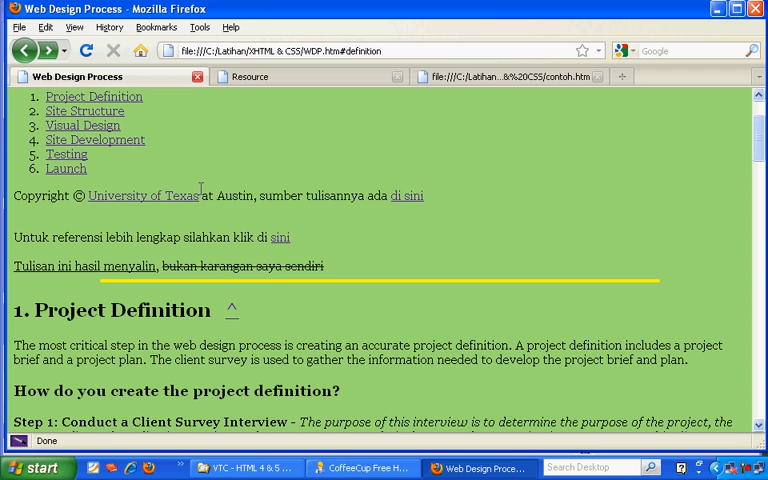 Web Design Process - Mozilla Firefox
File Edit View History Bookmarks Tools Help
file:///C:/Latihan/XHTML & CSS/WDP.htm#definition
Google
Web Design Process
Resource
file:///C:/Latihan...&%20CSS/contoh.htm
1. Project Definition
2. Site Structure
3. Visual Design
4. Site Development
5. Testing
6. Launch
Copyright © University of Texas at Austin, sumber tulisannya ada di sini
Untuk referensi lebih lengkap silahkan klik di sini
Tulisan ini hasil menyalin, bukan karangan saya sendiri
1. Project Definition ^
The most critical step in the web design process is creating an accurate project definition. A project definition includes a project
brief and a project plan. The client survey is used to gather the information needed to develop the project brief and plan.
How do you create the project definition?
Step 1: Conduct a Client Survey Interview - The purpose of this interview is to determine the purpose of the project, the
Done
start
VTC - HTML 4 & 5 ...
CoffeeCup Free H...
Web Design Proce...
Search Desktop